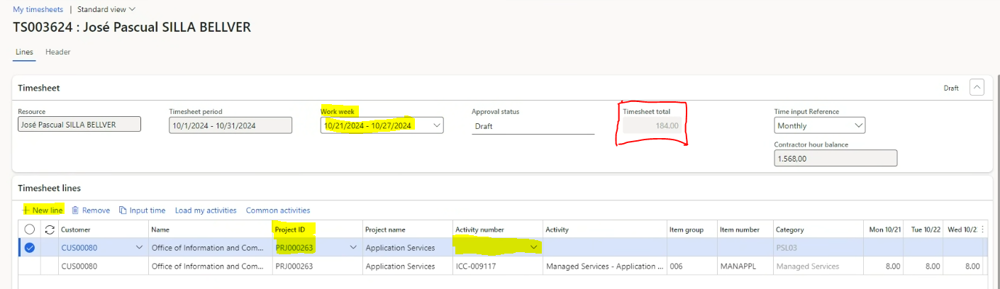 My timesheets | Standard view
TS003624 : José Pascual SILLA BELLVER
Lines Header
Timesheet Draft
Resource Timesheet period Work week Approval status Timesheet total Time input Reference
José Pascual SILLA BELLVER 10/1/2024 - 10/31/2024 10/21/2024 - 10/27/2024 Draft 184.00 Monthly
Contractor hour balance
1.568,00
Timesheet lines
+ New line Remove Input time Load my activities Common activities
Customer Name Project ID Project name Activity number Activity Item group Item number Category Mon 10/21 Tue 10/22 Wed 10/2
CUS00080 Office of Information and Com... PRJ000263 Application Services PSL03
CUS00080 Office of Information and Com... PRJ000263 Application Services ICC-009117 Managed Services - Application ... 006 MANAPPL Managed Services 8.00 8.00 8.00